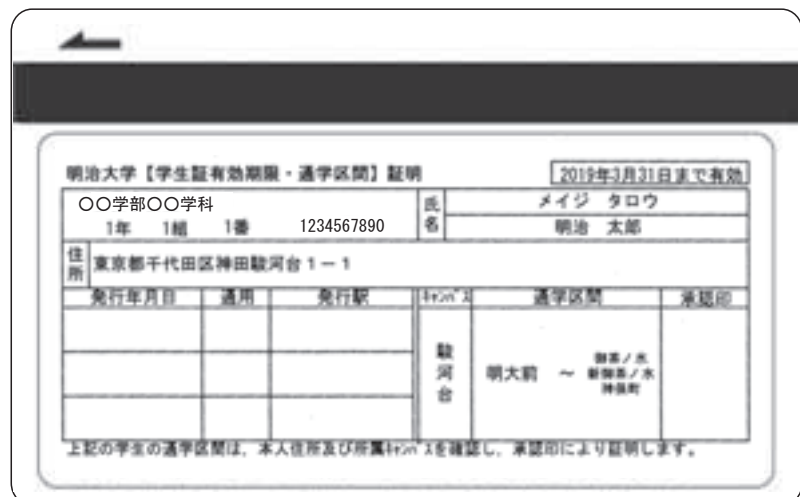 明治大学【学生証有効期限・通学区間】証明
2019年3月31日まで有効
〇〇学部〇〇学科
1年 1組 1番 1234567890
氏名
メイジ タロウ
明治 太郎
住所
東京都千代田区神田駿河台1-1
発行年月日 通用 発行駅 キャンパス 通学区間 承認印
駿河台
明大前 ～
御茶ノ水
新御茶ノ水
神保町
上記の学生の通学区間は、本人住所及び所属キャンパスを確認し、承認印により証明します。